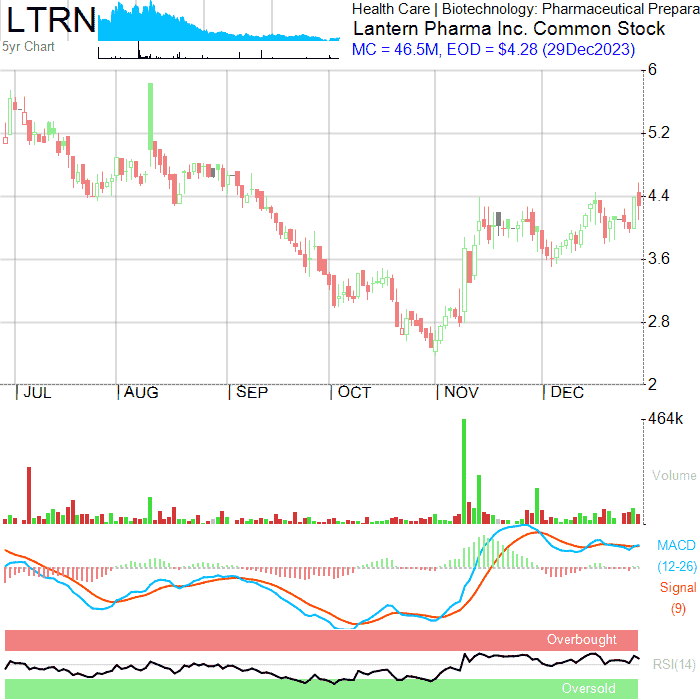 LTRN
5yr Chart
Health Care | Biotechnology: Pharmaceutical Prepara
Lantern Pharma Inc. Common Stock
MC = 46.5M, EOD = $4.28 (29Dec2023)
6
5.2
4.4
3.6
2.8
2
JUL AUG SEP OCT NOV DEC
464k
Volume
MACD
(12-26)
Signal
(9)
Overbought
RSI(14)
Oversold